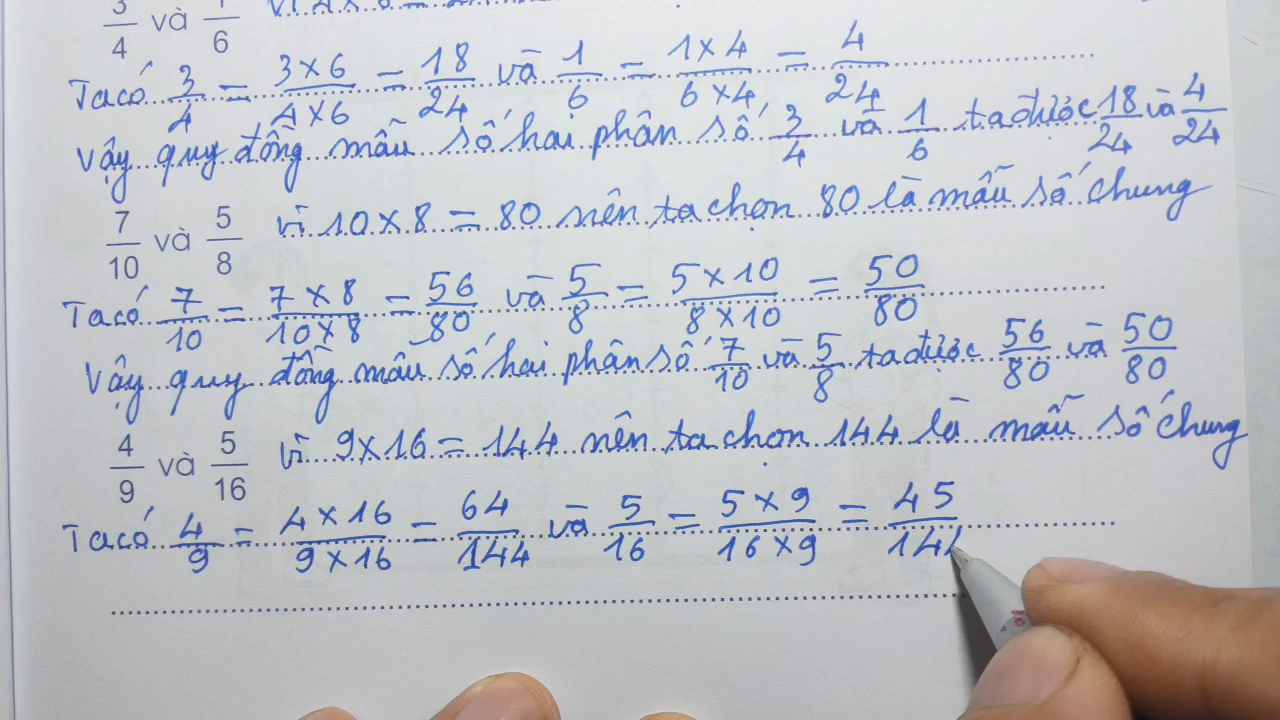 3/4 và 1/6
Ta có 3/4 = 3×6/4×6 = 18/24 và 1/6 = 1×4/6×4 = 4/24
Vậy quy đồng mẫu số hai phân số 3/4 và 1/6 ta được 18/24 và 4/24
7/10 và 5/8 vì 10×8 = 80 nên ta chọn 80 là mẫu số chung
Ta có 7/10 = 7×8/10×8 = 56/80 và 5/8 = 5×10/8×10 = 50/80
Vậy quy đồng mẫu số hai phân số 7/10 và 5/8 ta được 56/80 và 50/80
4/9 và 5/16 vì 9×16 = 144 nên ta chọn 144 là mẫu số chung
Ta có 4/9 = 4×16/9×16 = 64/144 và 5/16 = 5×9/16×9 = 45/144